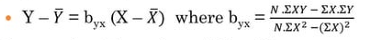 • Y – Ȳ = b_yx (X – X̄) where b_yx = (N .ΣXY – ΣX.ΣY) / (N.ΣX² –(ΣX)²)